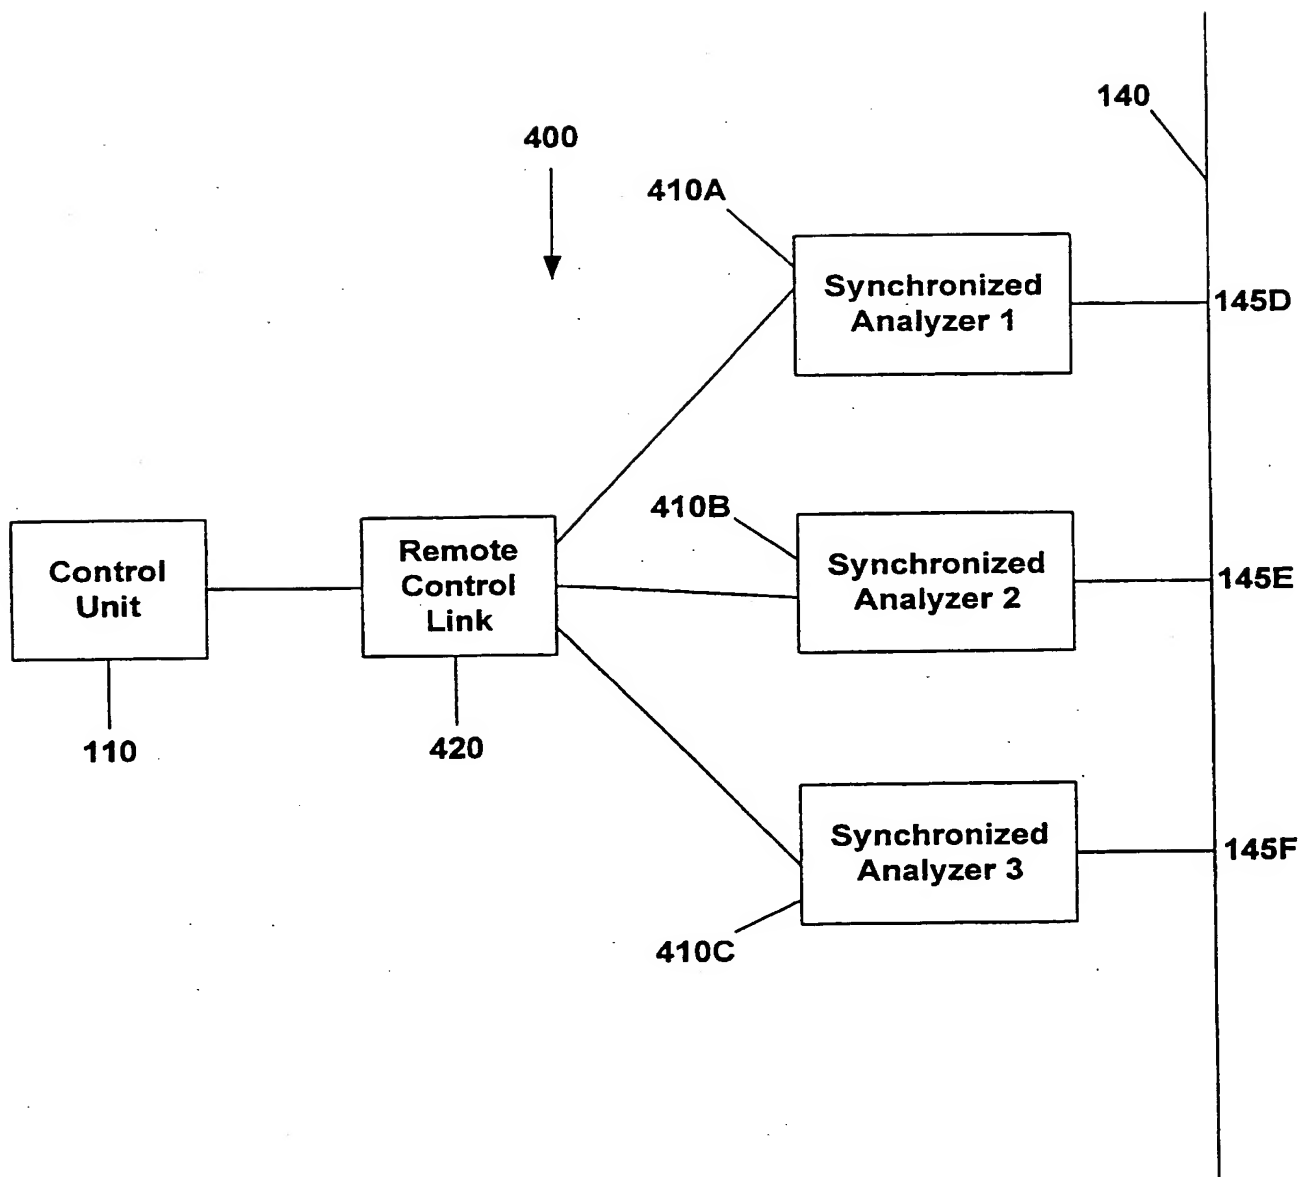 140
400
410A
Synchronized
Analyzer 1
145D
410B
Synchronized
Analyzer 2
145E
Control
Unit
Remote
Control
Link
110
420
Synchronized
Analyzer 3
145F
410C